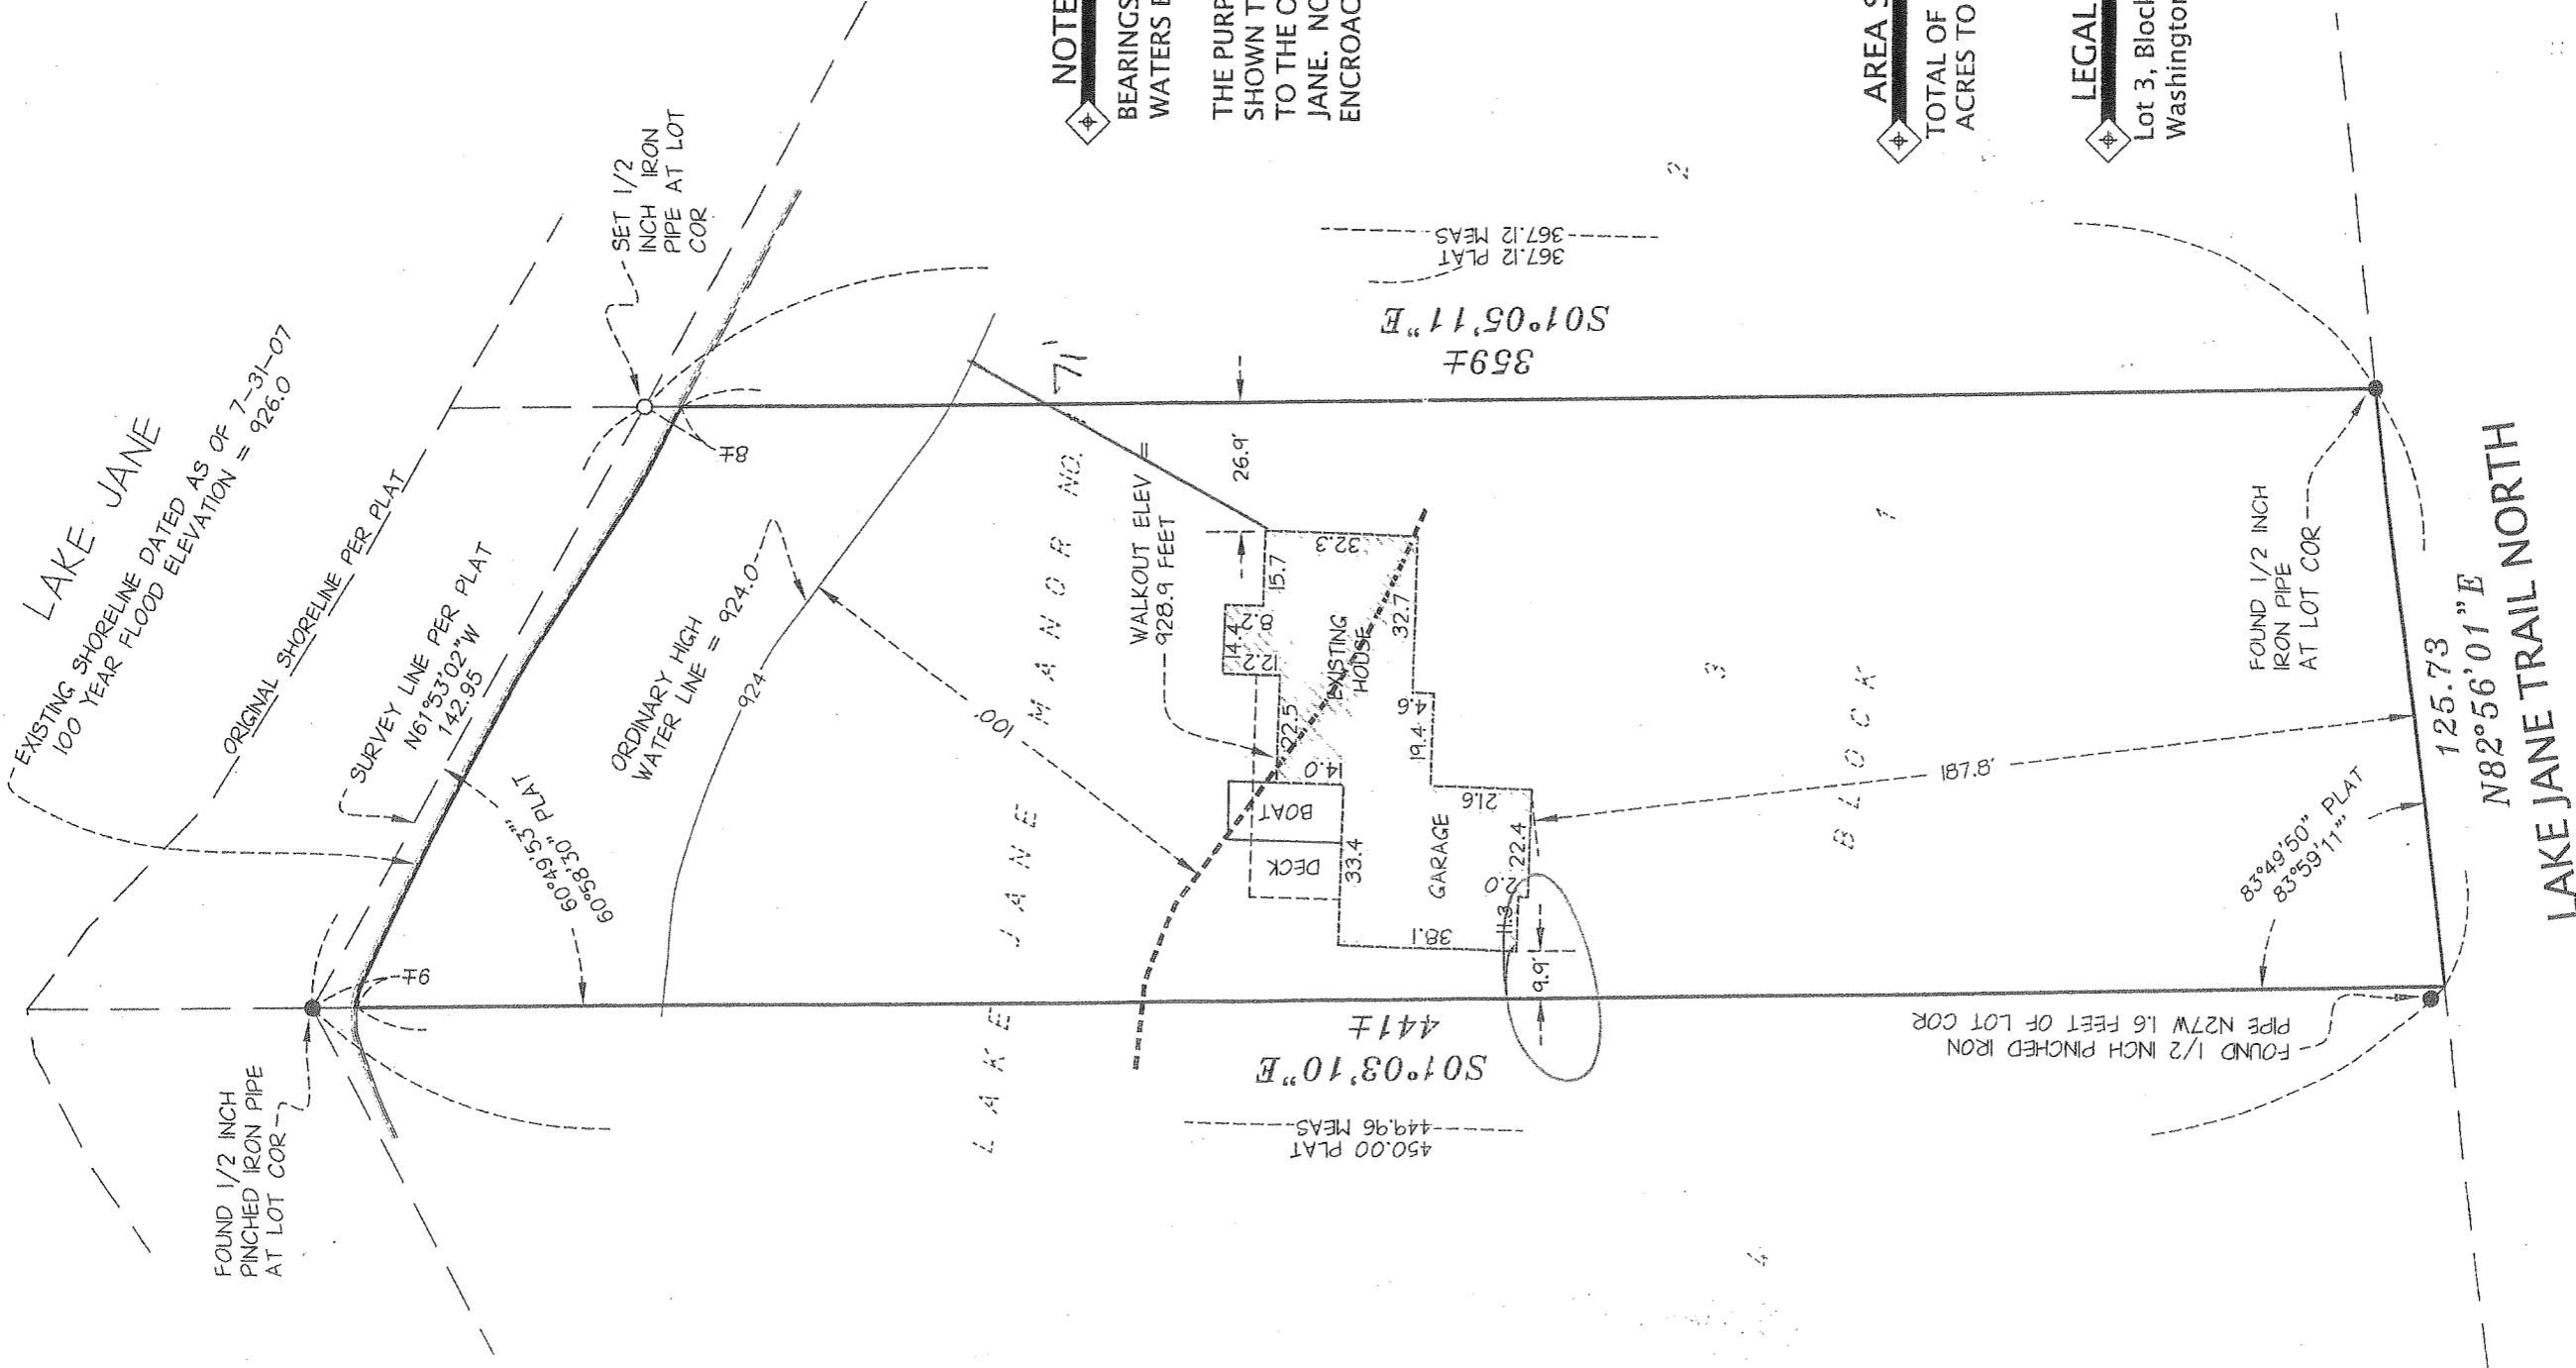 LAKE JANE
EXISTING SHORELINE DATED AS OF 7-31-07
100 YEAR FLOOD ELEVATION = 926.0
ORIGINAL SHORELINE PER PLAT
SURVEY LINE PER PLAT
N61°53'02"W
142.95
60°49'53"'
60°58'30" PLAT
ORDINARY HIGH
WATER LINE = 924.0
924
SET 1/2
INCH IRON
PIPE AT LOT
COR
8±
9±
FOUND 1/2 INCH
PINCHED IRON PIPE
AT LOT COR
LAKE JANE MANOR NO.
100'
71'
26.9'
WALKOUT ELEV =
928.9 FEET
15.7
32.3
8.2
14.4
12.2
22.5
14.0
32.7
4.6
19.4
21.6
22.4
2.0
11.3
38.1
33.4
EXISTING
HOUSE
BOAT
DECK
GARAGE
9.9'
187.8'
BLOCK 1
2
3
4
367.12 PLAT
367.12 MEAS
S01°05'11"E
359±
441±
S01°03'10"E
449.96 MEAS
450.00 PLAT
FOUND 1/2 INCH PINCHED IRON
PIPE N27W 1.6 FEET OF LOT COR
FOUND 1/2 INCH
IRON PIPE
AT LOT COR
83°49'50" PLAT
83°59'11"'
125.73
N82°56'01"E
LAKE JANE TRAIL NORTH
NOTE
BEARINGS
WATERS
THE PURP
SHOWN T
TO THE O
JANE. NO
ENCROAC
AREA S
TOTAL OF
ACRES TO
LEGAL
Lot 3, Bloc
Washingto